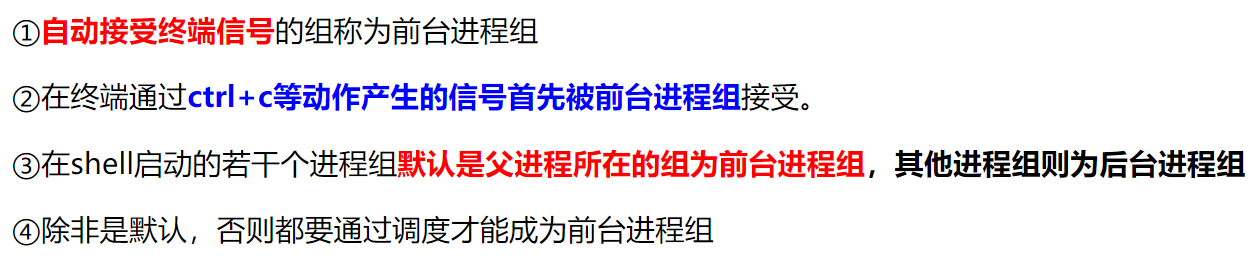 ①自动接受终端信号的组称为前台进程组
②在终端通过ctrl+c等动作产生的信号首先被前台进程组接受。
③在shell启动的若干个进程组默认是父进程所在的组为前台进程组，其他进程组则为后台进程组
④除非是默认，否则都要通过调度才能成为前台进程组